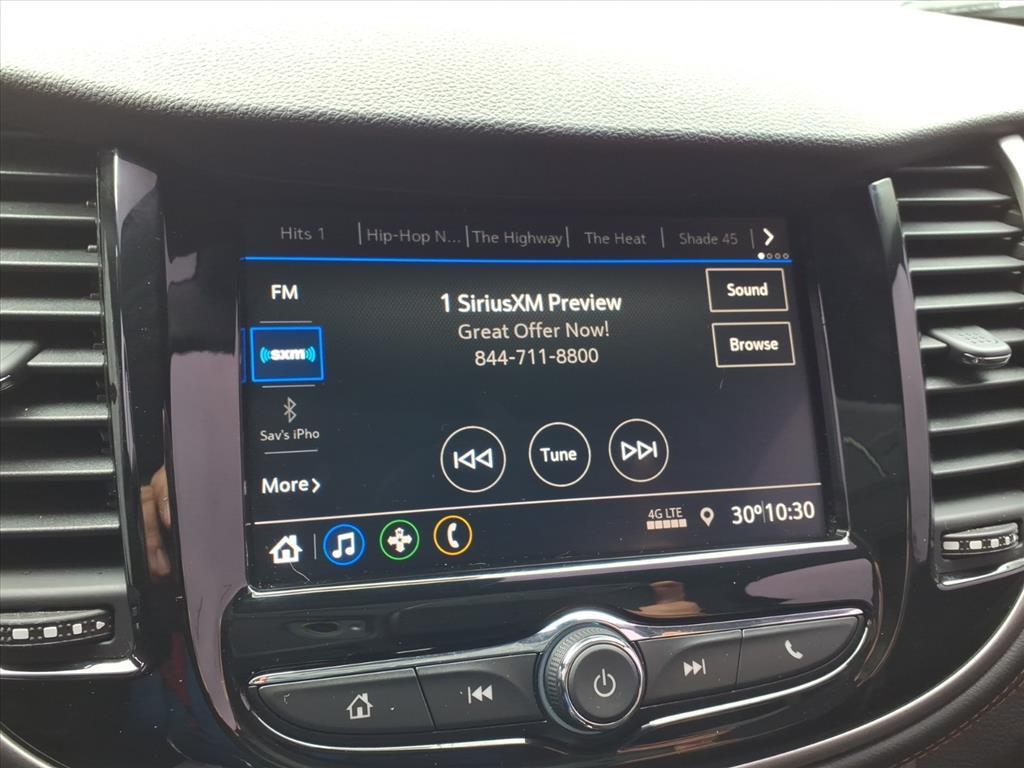 Hits 1
Hip-Hop N...
The Highway
The Heat
Shade 45
FM
1 SiriusXM Preview
Sound
Great Offer Now!
sxm
844-711-8800
Browse
Sav's iPho
Tune
More
4G LTE
30° 10:30